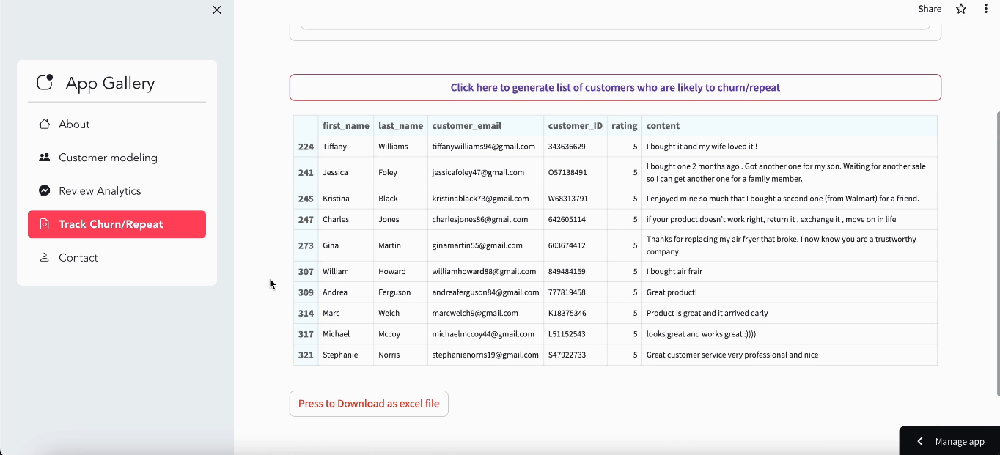 Share
App Gallery
About
Customer modeling
Review Analytics
Track Churn/Repeat
Contact
Click here to generate list of customers who are likely to churn/repeat
first_name last_name customer_email customer_ID rating content
224 Tiffany Williams tiffanywilliams94@gmail.com 343636629 5 I bought it and my wife loved it !
241 Jessica Foley jessicafoley47@gmail.com O57138491 5 I bought one 2 months ago . Got another one for my son. Waiting for another sale
so I can get another one for a family member.
245 Kristina Black kristinablack73@gmail.com W68313791 5 I enjoyed mine so much that I bought a second one (from Walmart) for a friend.
247 Charles Jones charlesjones86@gmail.com 642605114 5 if your product doesn't work right, return it , exchange it , move on in life
273 Gina Martin ginamartin55@gmail.com 603674412 5 Thanks for replacing my air fryer that broke. I now know you are a trustworthy
company.
307 William Howard williamhoward88@gmail.com 849484159 5 I bought air frair
309 Andrea Ferguson andreaferguson84@gmail.com 777819458 5 Great product!
314 Marc Welch marcwelch9@gmail.com K18375346 5 Product is great and it arrived early
317 Michael Mccoy michaelmccoy44@gmail.com L51152543 5 looks great and works great :))))
321 Stephanie Norris stephanienorris19@gmail.com S47922733 5 Great customer service very professional and nice
Press to Download as excel file
Manage app